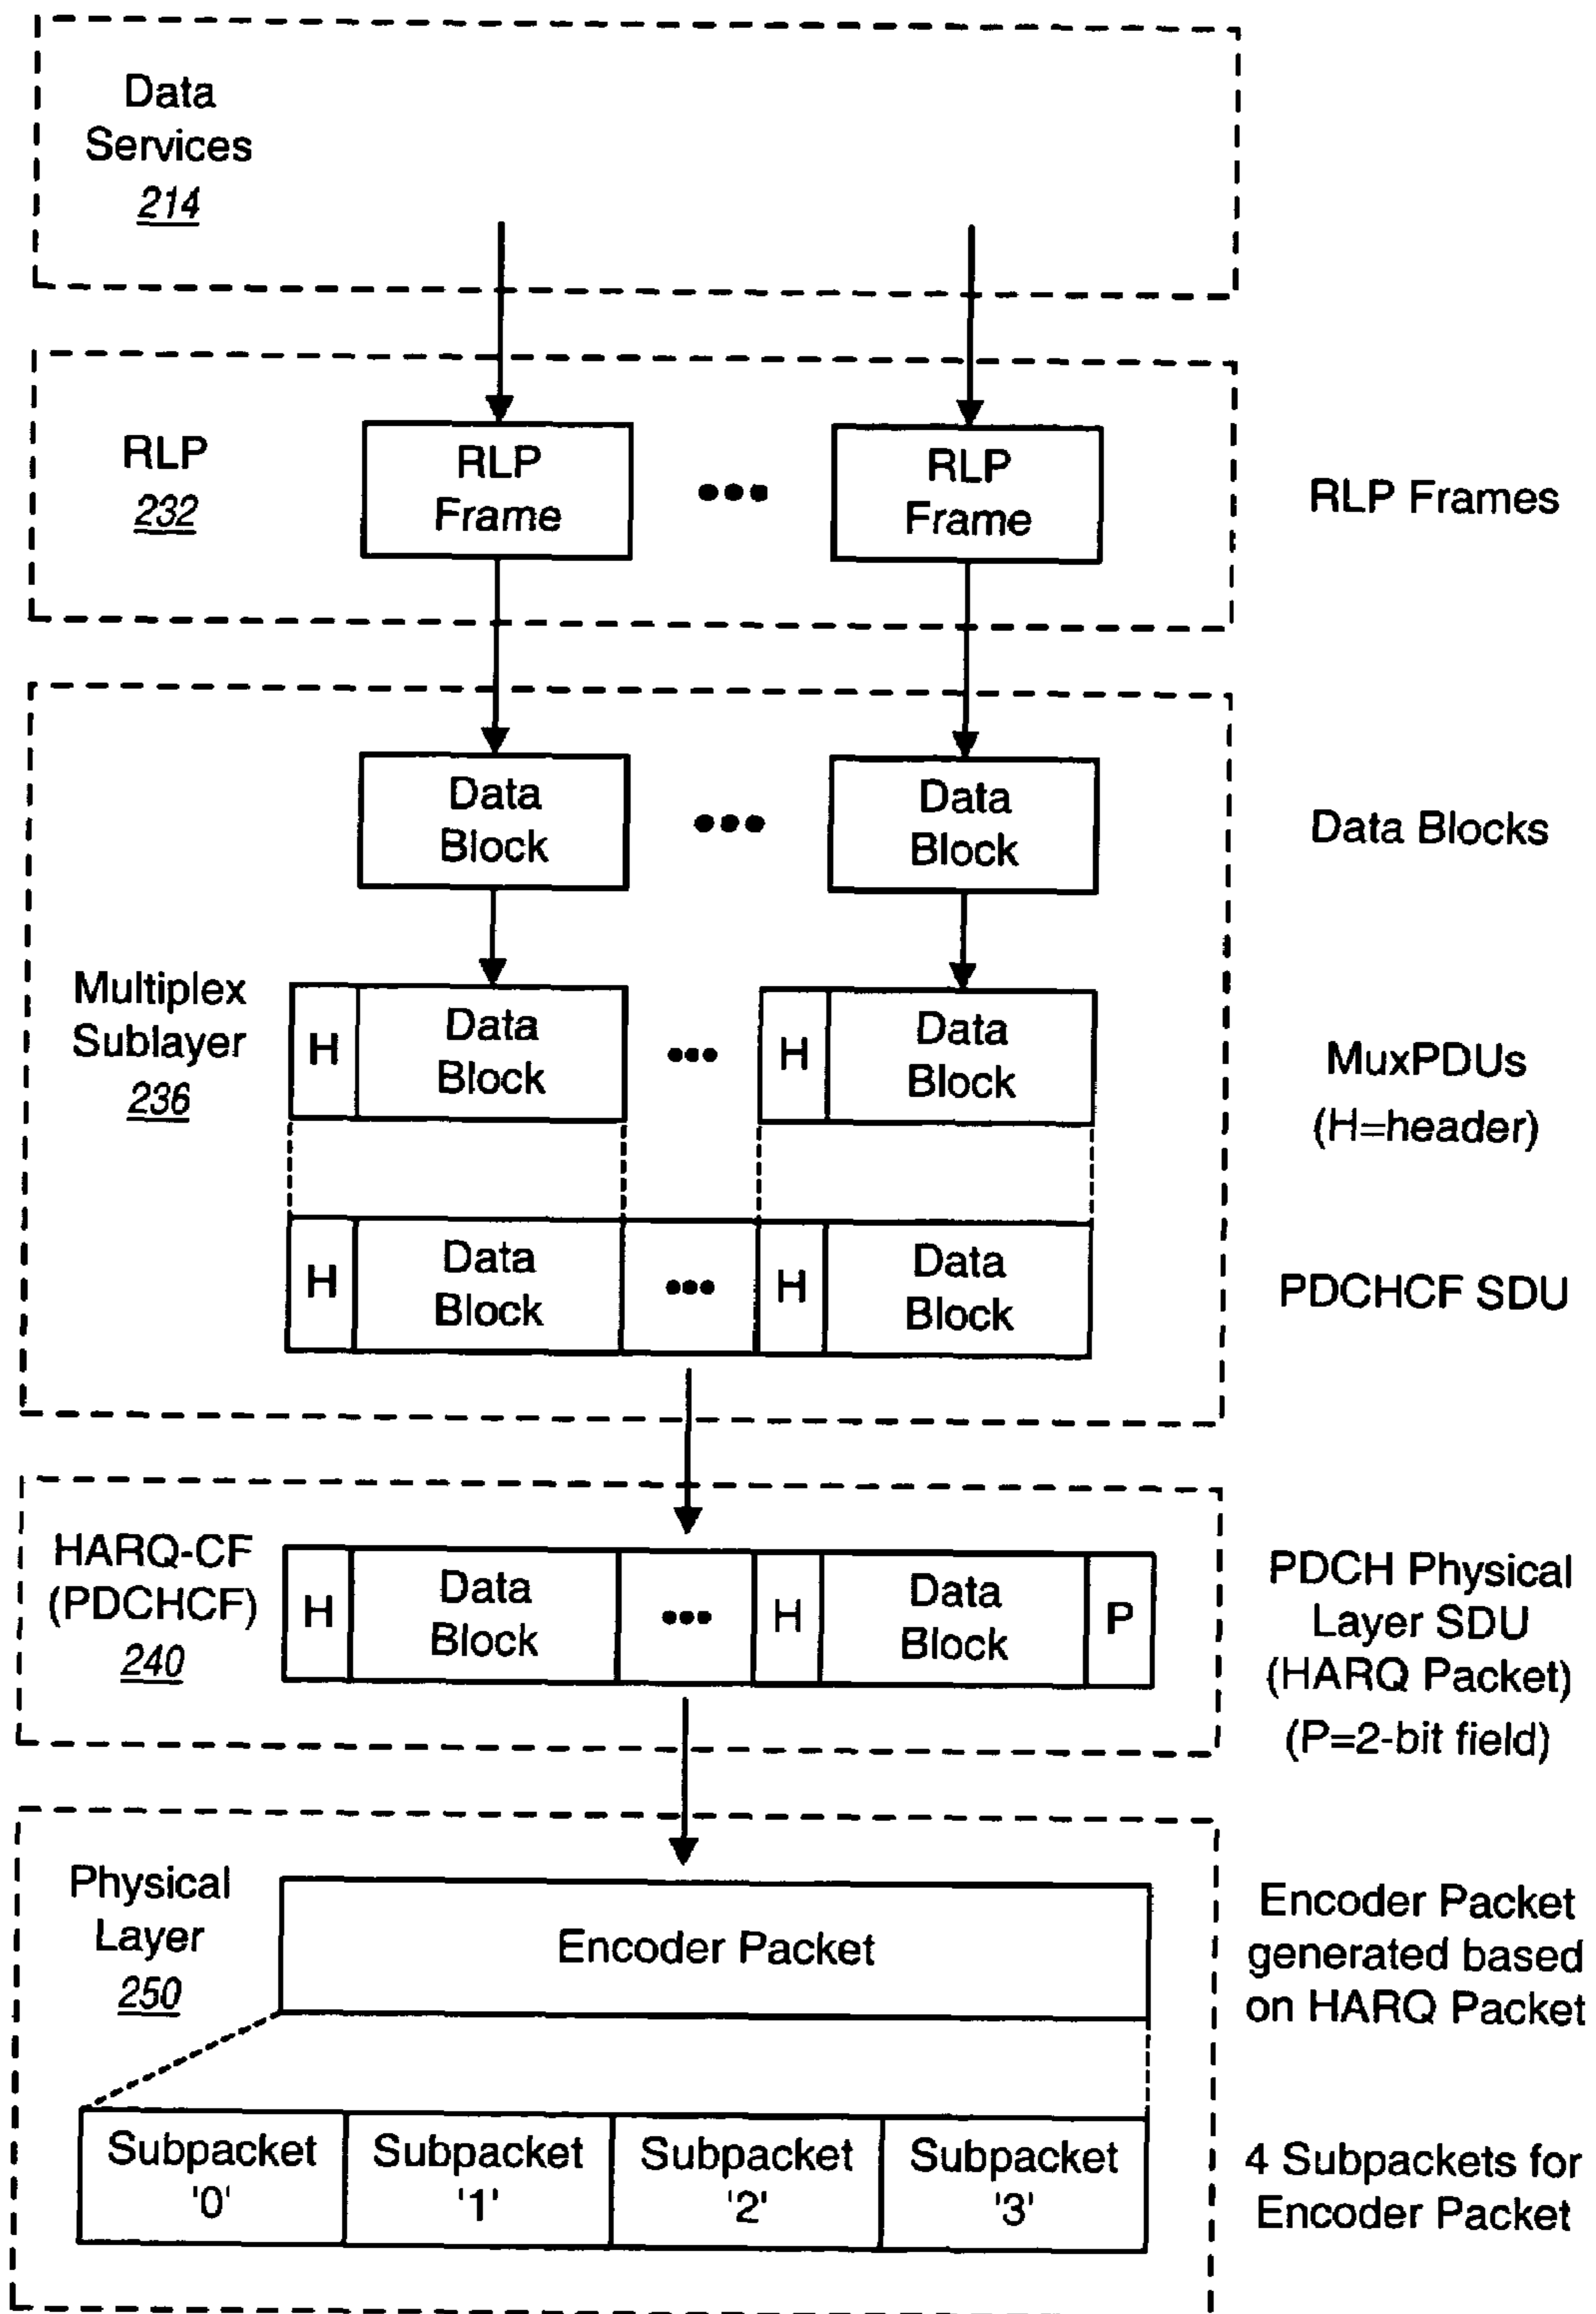 Data
Services
214
RLP
232
RLP
Frame
•••
RLP
Frame
RLP Frames
Data
Block
•••
Data
Block
Data Blocks
Multiplex
Sublayer
236
H
Data
Block
•••
H
Data
Block
MuxPDUs
(H=header)
H
Data
Block
•••
H
Data
Block
PDCHCF SDU
HARQ-CF
(PDCHCF)
240
H
Data
Block
•••
H
Data
Block
P
PDCH Physical
Layer SDU
(HARQ Packet)
(P=2-bit field)
Physical
Layer
250
Encoder Packet
Encoder Packet
generated based
on HARQ Packet
Subpacket
'0'
Subpacket
'1'
Subpacket
'2'
Subpacket
'3'
4 Subpackets for
Encoder Packet